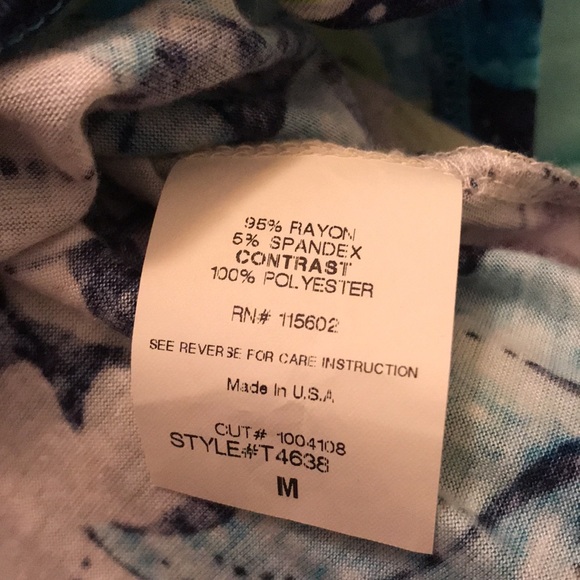 95% RAYON
5% SPANDEX
CONTRAST
100% POLYESTER
RN# 115602
SEE REVERSE FOR CARE INSTRUCTION
Made In U.S.A.
CUT# 1004108
STYLE#T4638
M